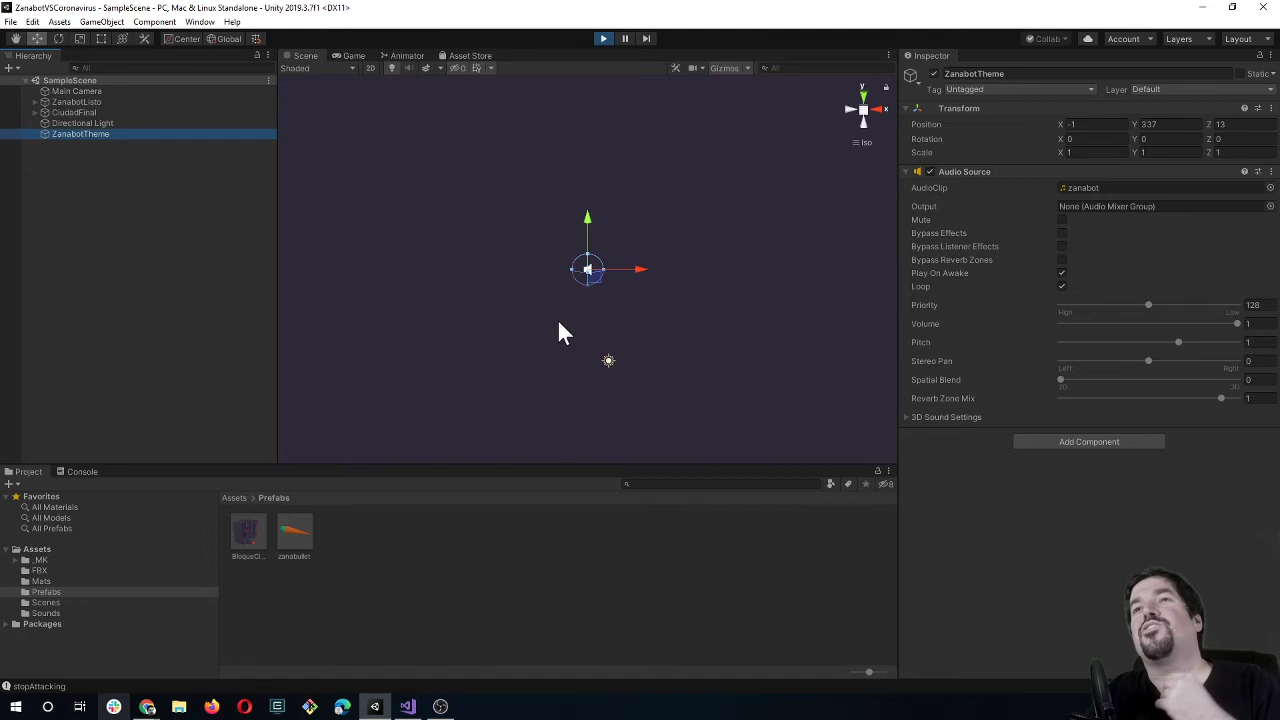 ZanabotVSCoronavirus - SampleScene - PC, Mac & Linux Standalone - Unity 2019.3.7f1 <DX11>
File Edit Assets GameObject Component Window Help
Center Global Collab Account Layers Layout
Hierarchy Scene Game Animator Asset Store Inspector
All Shaded 2D 0 Gizmos All ZanabotTheme Static
SampleScene
Main Camera Tag Untagged Layer Default
ZanabotListo
CiudadFinal
Directional Light
ZanabotTheme
y
x
Iso
Transform
Position X -1 Y 337 Z 13
Rotation X 0 Y 0 Z 0
Scale X 1 Y 1 Z 1
Audio Source
AudioClip zanabot
Output None (Audio Mixer Group)
Mute
Bypass Effects
Bypass Listener Effects
Bypass Reverb Zones
Play On Awake
Loop
Priority 128
High Low
Volume 1
Pitch 1
Stereo Pan 0
Left Right
Spatial Blend 0
2D 3D
Reverb Zone Mix 1
3D Sound Settings
Add Component
Project Console
8
Favorites
All Materials
All Models
All Prefabs
Assets
_MK
FBX
Mats
Prefabs
Scenes
Sounds
Packages
Assets > Prefabs
BloqueCi... zanabullet
stopAttacking